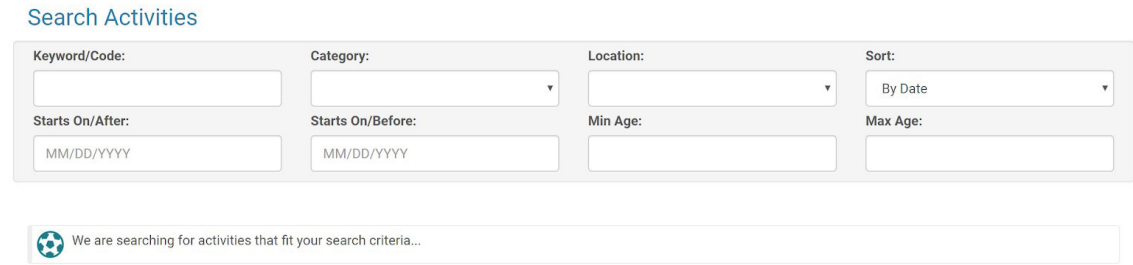 Search Activities
Keyword/Code: Category: Location: Sort:
By Date
Starts On/After: Starts On/Before: Min Age: Max Age:
MM/DD/YYYY MM/DD/YYYY
We are searching for activities that fit your search criteria...